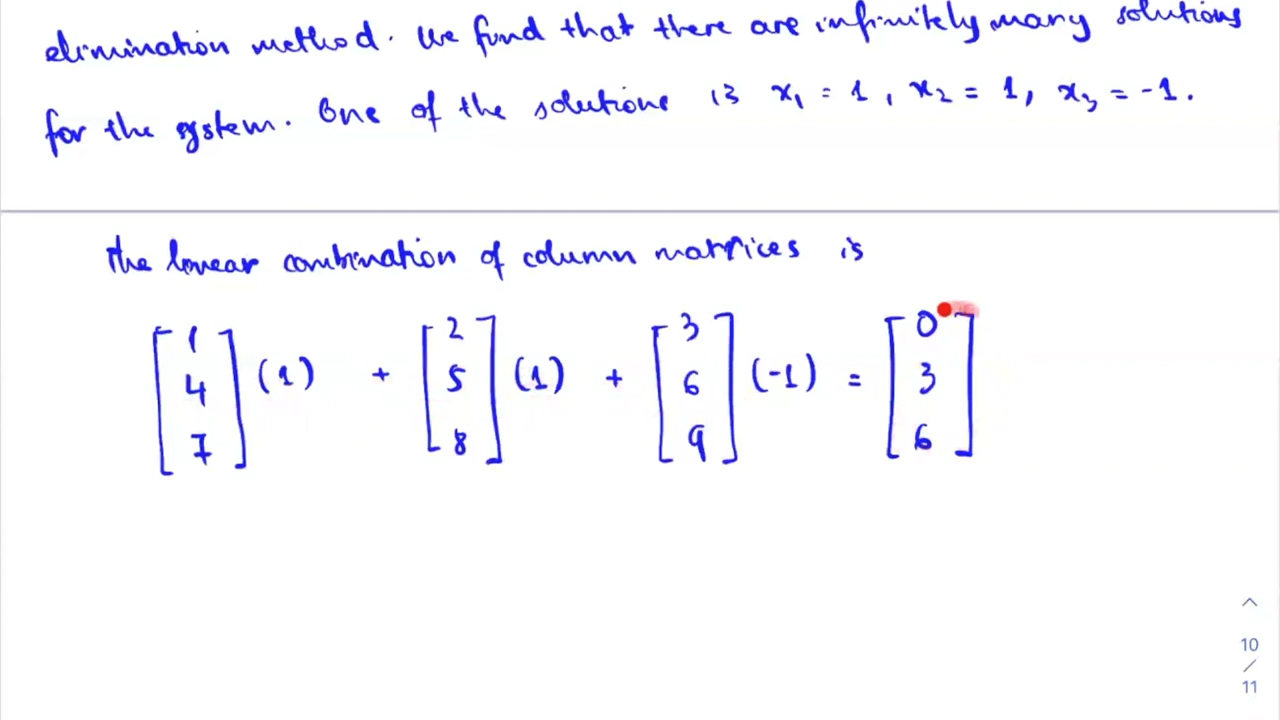 elimination method. We find that there are infinitely many solutions
for the system. One of the solutions is x₁ = 1, x₂ = 1, x₃ = -1.
The linear combination of column matrices is
[1 4 7] (1) + [2 5 8] (1) + [3 6 9] (-1) = [0 3 6]
10
/
11